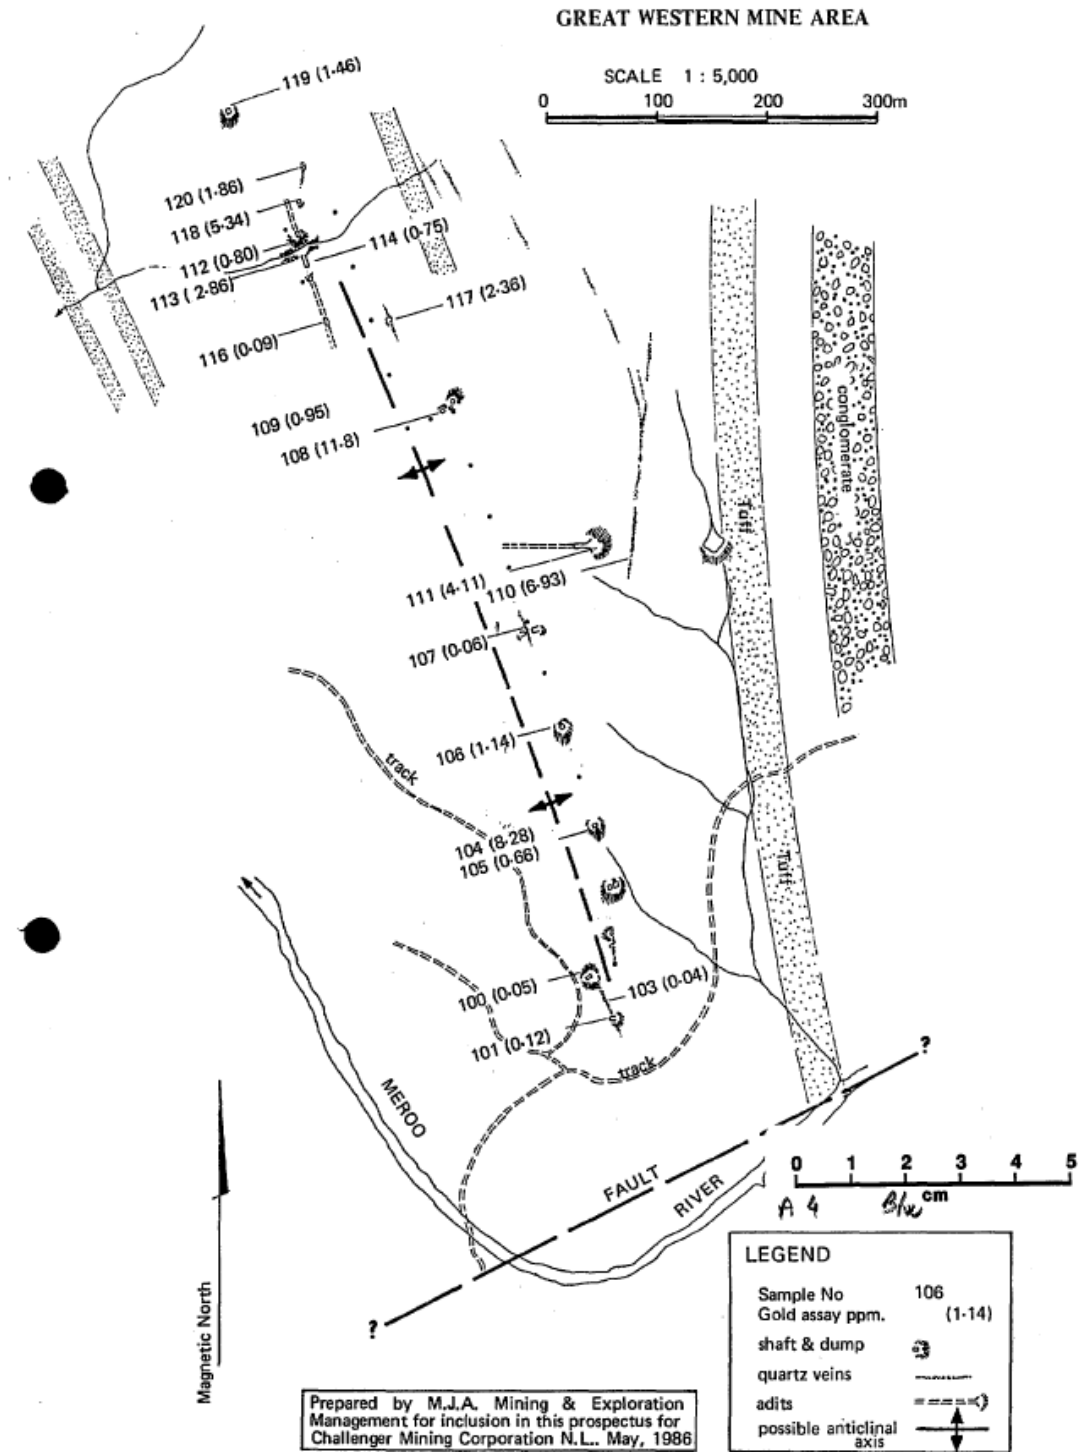 GREAT WESTERN MINE AREA
SCALE 1 : 5,000
0 100 200 300m
119 (1·46)
120 (1·86)
118 (5·34)
114 (0·75)
112 (0·80)
113 (2·86)
117 (2·36)
116 (0·09)
109 (0·95)
108 (11·8)
conglomerate
Tuff
111 (4·11)
110 (6·93)
107 (0·06)
106 (1·14)
track
104 (8·28)
105 (0·66)
Tuff
100 (0·05)
103 (0·04)
101 (0·12)
track
?
MEROO
FAULT
RIVER
0 1 2 3 4 5
cm
A 4 B/W
?
Magnetic North
LEGEND
Sample No 106
Gold assay ppm. (1·14)
shaft & dump
quartz veins
adits
possible anticlinal
axis
Prepared by M.J.A. Mining & Exploration
Management for inclusion in this prospectus for
Challenger Mining Corporation N.L.. May, 1986